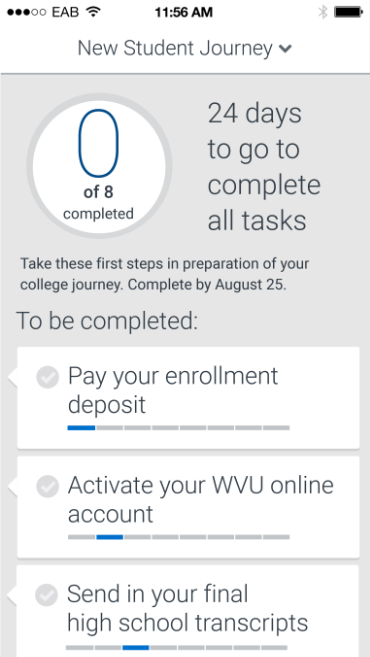 EAB 11:56 AM
New Student Journey
0
of 8
completed
24 days
to go to
complete
all tasks
Take these first steps in preparation of your
college journey. Complete by August 25.
To be completed:
Pay your enrollment
deposit
Activate your WVU online
account
Send in your final
high school transcripts